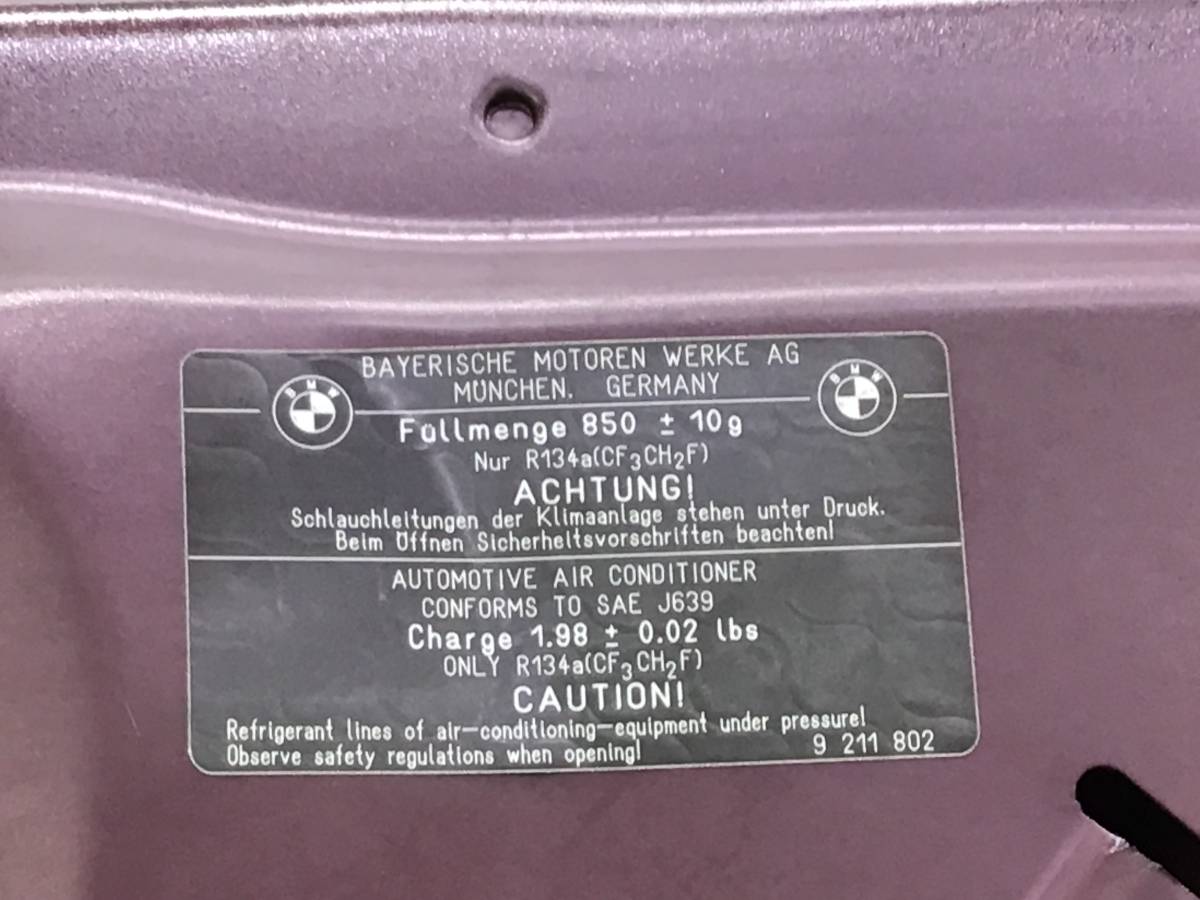 BAYERISCHE MOTOREN WERKE AG
MÜNCHEN, GERMANY
BMW
BMW
Füllmenge 850 ± 10g
Nur R134a(CF₃CH₂F)
ACHTUNG!
Schlauchleitungen der Klimaanlage stehen unter Druck.
Beim Öffnen Sicherheitsvorschriften beachten!
AUTOMOTIVE AIR CONDITIONER
CONFORMS TO SAE J639
Charge 1.98 ± 0.02 lbs
ONLY R134a(CF₃CH₂F)
CAUTION!
Refrigerant lines of air-conditioning-equipment under pressure!
Observe safety regulations when opening!
9 211 802